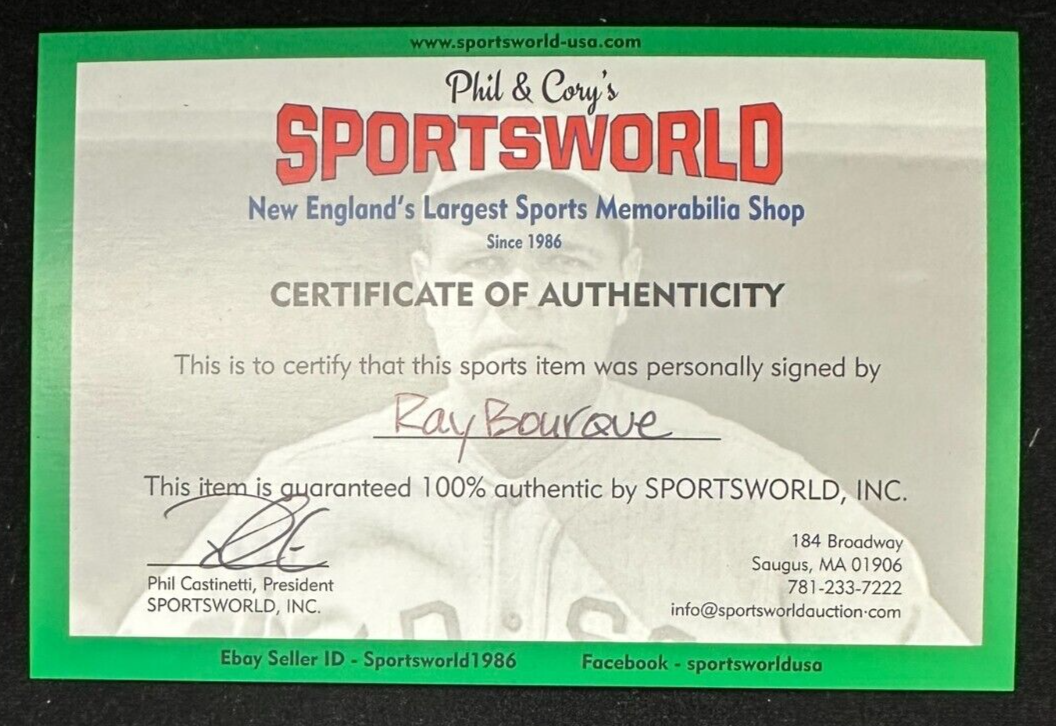 www.sportsworld-usa.com
Phil & Cory's
SPORTSWORLD
New England's Largest Sports Memorabilia Shop
Since 1986
CERTIFICATE OF AUTHENTICITY
This is to certify that this sports item was personally signed by
Ray Bourque
This item is guaranteed 100% authentic by SPORTSWORLD, INC.
Phil Castinetti, President
SPORTSWORLD, INC.
184 Broadway
Saugus, MA 01906
781-233-7222
info@sportsworldauction.com
Ebay Seller ID - Sportsworld1986
Facebook - sportsworldusa